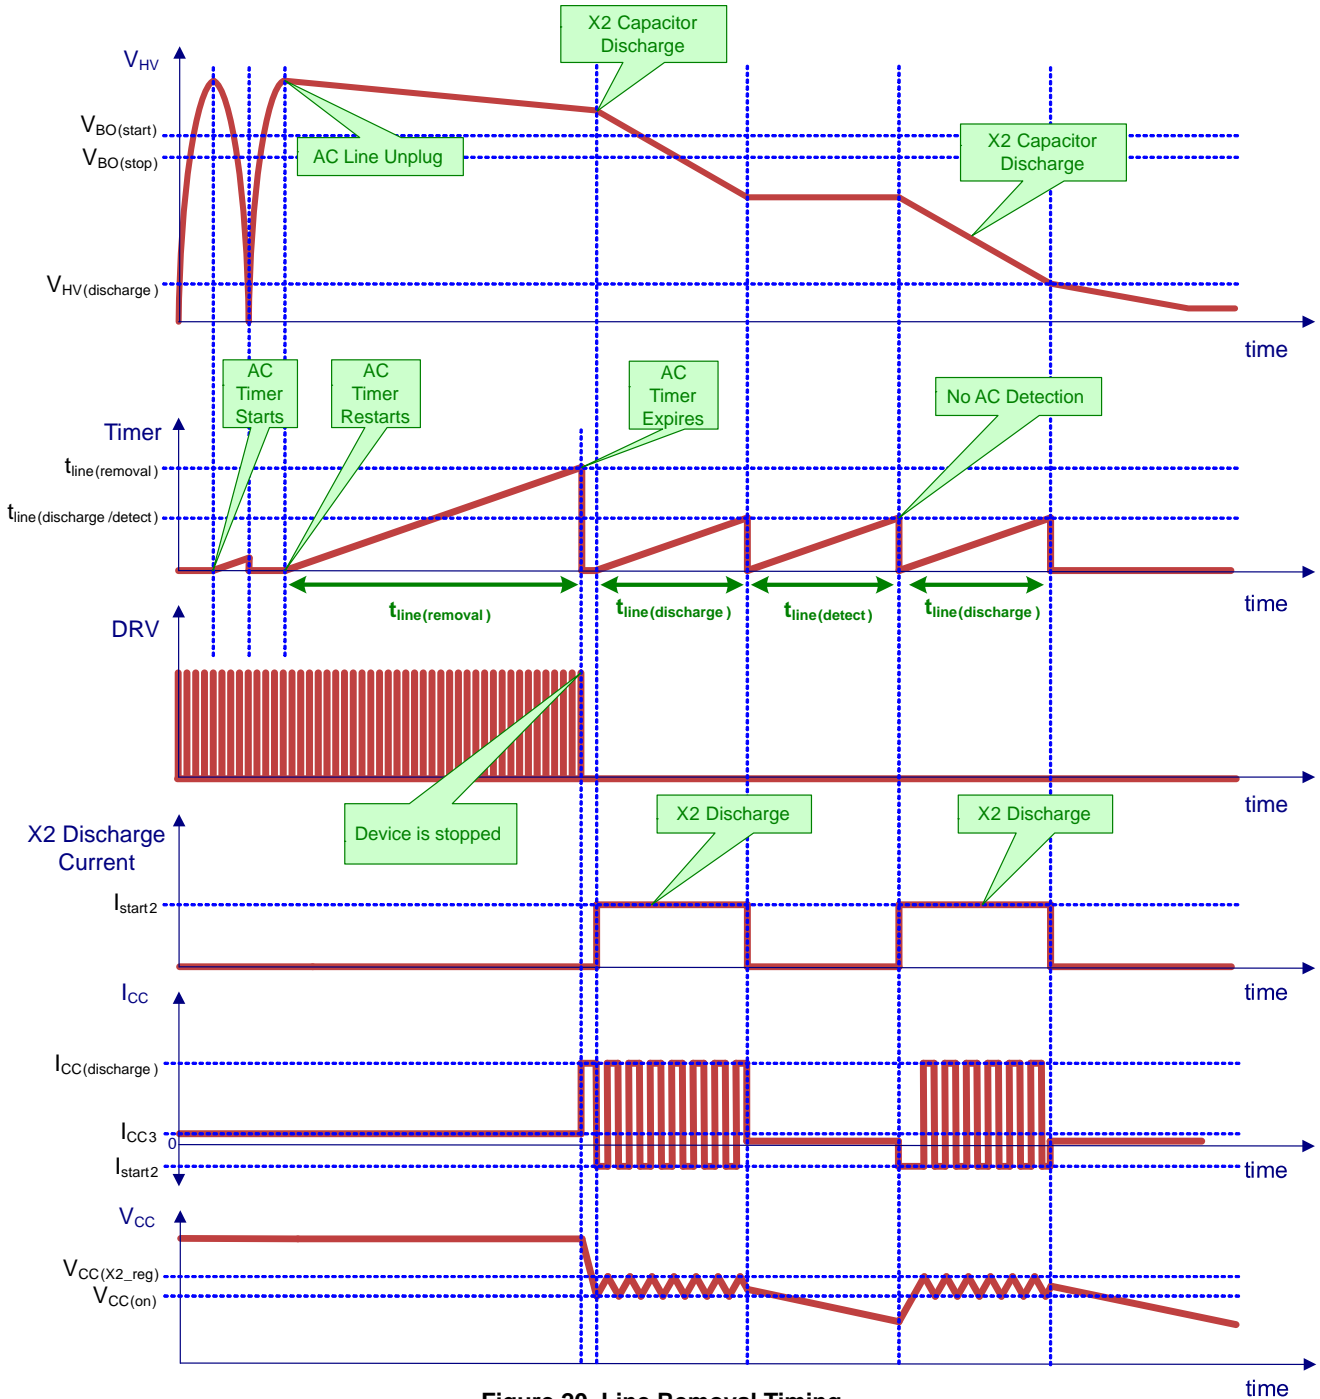 X2 Capacitor
Discharge
VHV
VBO(start)
VBO(stop)
AC Line Unplug
X2 Capacitor
Discharge
VHV(discharge)
time
AC
Timer
Starts
AC
Timer
Restarts
AC
Timer
Expires
No AC Detection
Timer
tline(removal)
tline(discharge/detect)
tline(removal)
tline(discharge)
tline(detect)
tline(discharge)
time
DRV
time
Device is stopped
X2 Discharge
X2 Discharge
X2 Discharge
Current
Istart2
time
ICC
ICC(discharge)
ICC3
0
Istart2
time
VCC
VCC(X2_reg)
VCC(on)
time